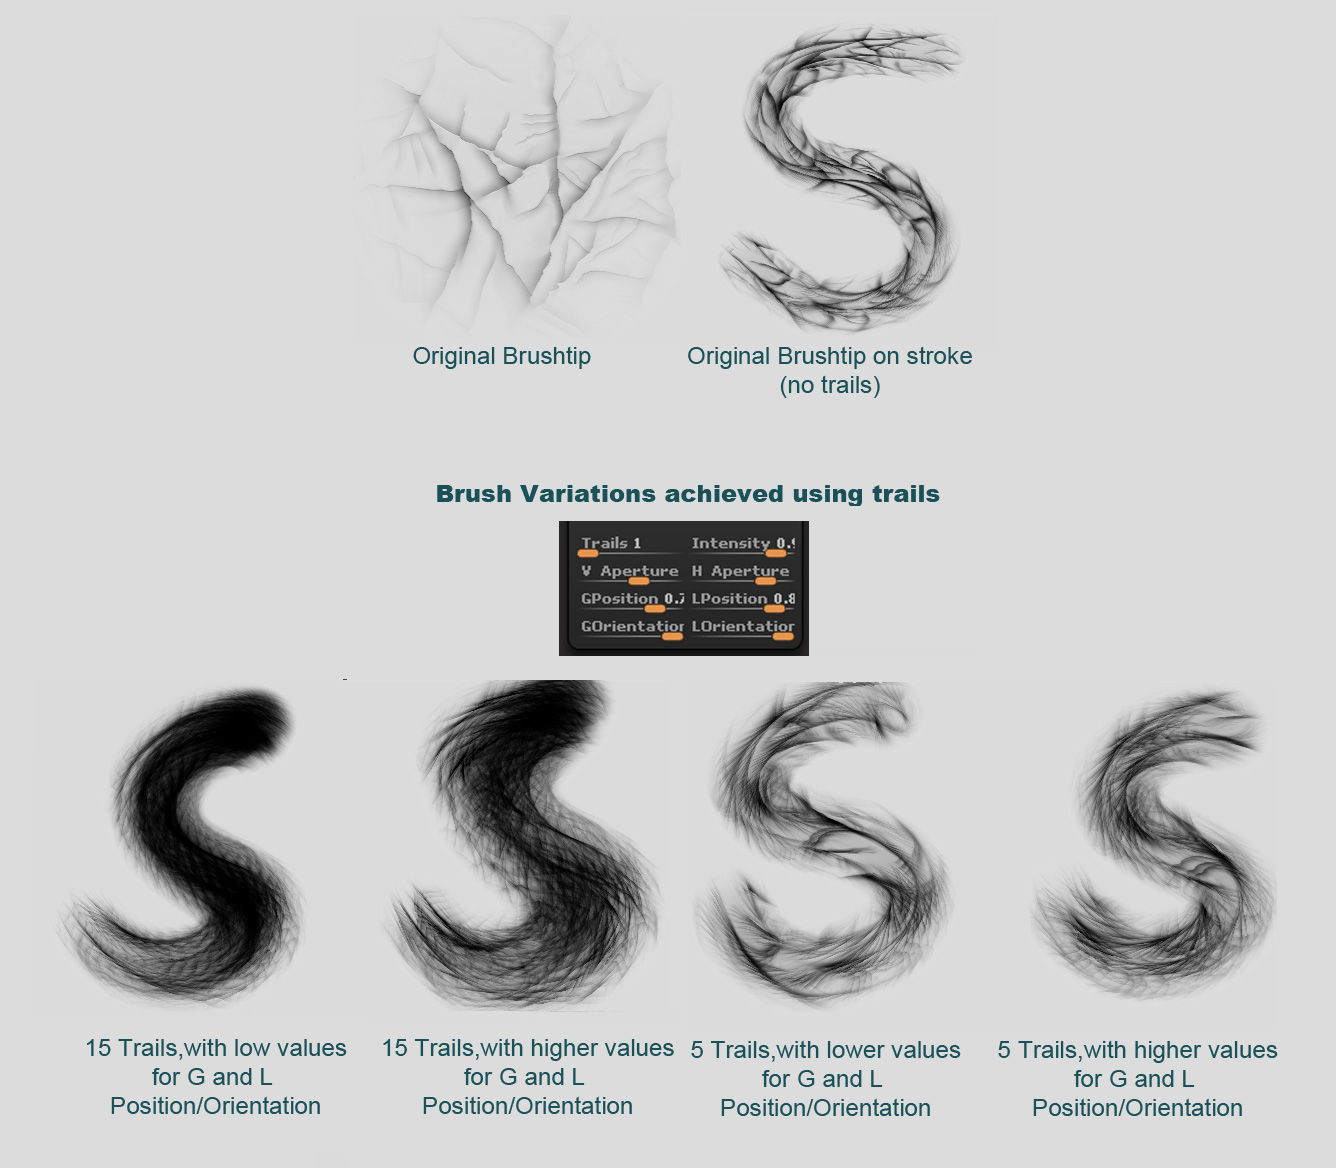 Original Brushtip
Original Brushtip on stroke
(no trails)
Brush Variations achieved using trails
Trails 1
Intensity 0.9
V Aperture
H Aperture
GPosition 0.7
LPosition 0.8
GOrientation
LOrientation
15 Trails,with low values
for G and L
Position/Orientation
15 Trails,with higher values
for G and L
Position/Orientation
5 Trails,with lower values
for G and L
Position/Orientation
5 Trails,with higher values
for G and L
Position/Orientation